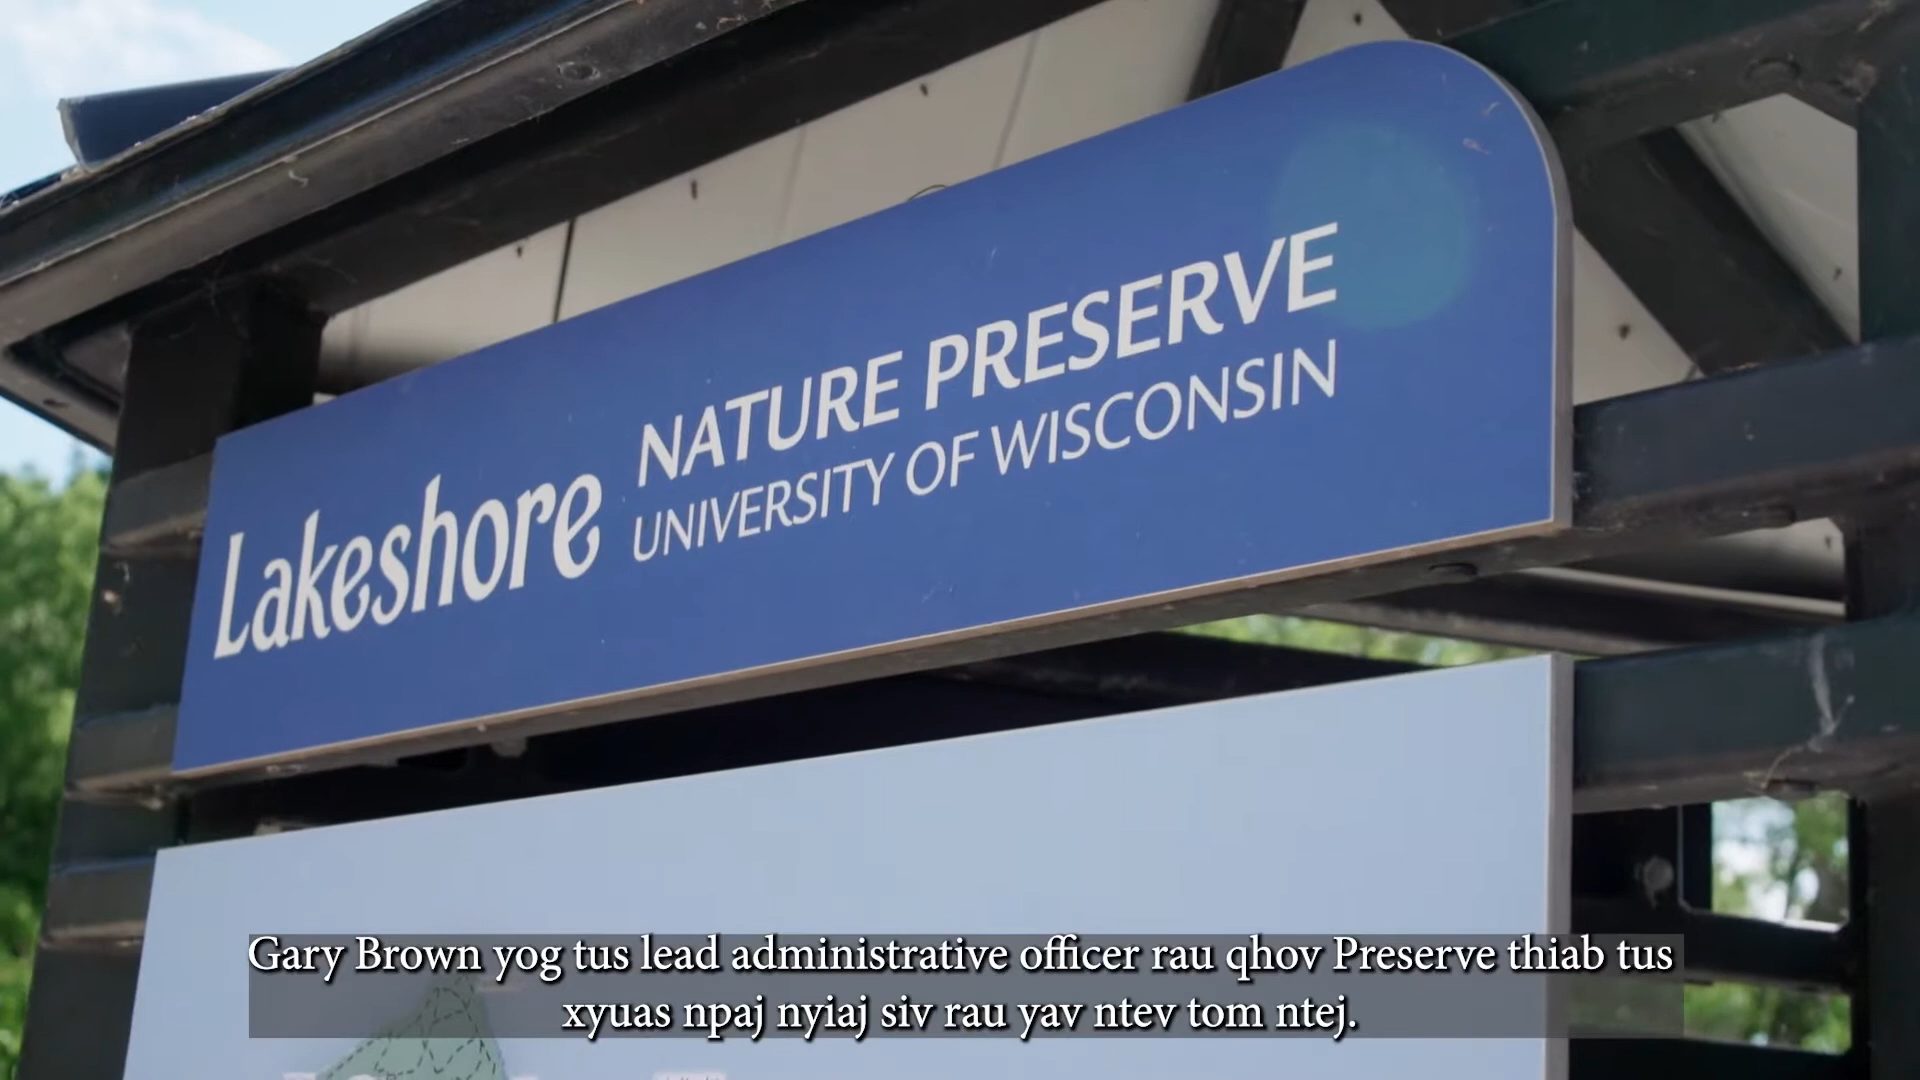 Lakeshore
NATURE PRESERVE
UNIVERSITY OF WISCONSIN
Gary Brown yog tus lead administrative officer rau qhov Preserve thiab tus
xyuas npaj nyiaj siv rau yav ntev tom ntej.